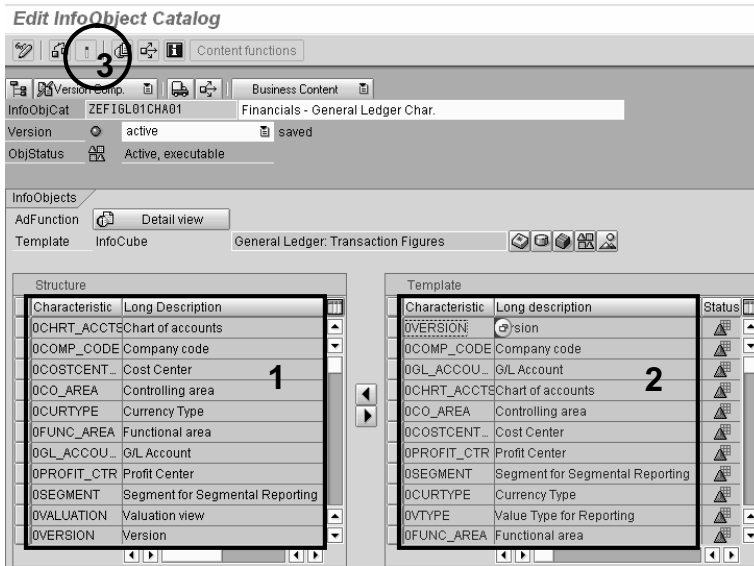 Edit InfoObject Catalog
Content functions
3
Version Comp. Business Content
InfoObjCat ZEFIGL01CHA01 Financials - General Ledger Char.
Version active saved
ObjStatus Active, executable
InfoObjects
AdFunction Detail view
Template InfoCube General Ledger: Transaction Figures
Structure
Characteristic Long Description
0CHRT_ACCTS Chart of accounts
0COMP_CODE Company code
0COSTCENT... Cost Center
0CO_AREA Controlling area
0CURTYPE Currency Type
0FUNC_AREA Functional area
0GL_ACCOU... G/L Account
0PROFIT_CTR Profit Center
0SEGMENT Segment for Segmental Reporting
0VALUATION Valuation view
0VERSION Version
1
Template
Characteristic Long description Status
0VERSION rsion
0COMP_CODE Company code
0GL_ACCOU... G/L Account
0CHRT_ACCTS Chart of accounts
0CO_AREA Controlling area
0COSTCENT... Cost Center
0PROFIT_CTR Profit Center
0SEGMENT Segment for Segmental Reporting
0CURTYPE Currency Type
0VTYPE Value Type for Reporting
0FUNC_AREA Functional area
2